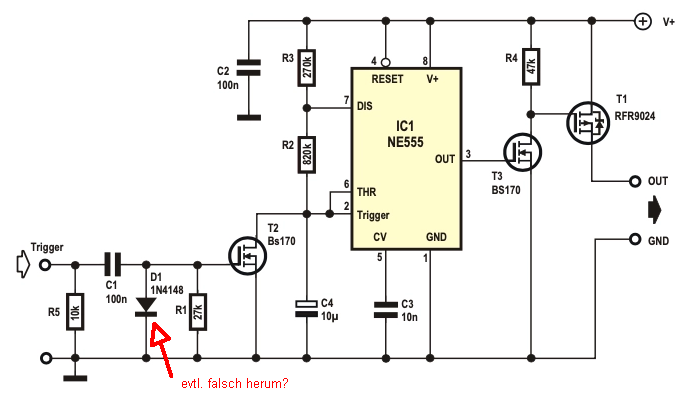 V+
R3
270k
C2
100n
4
RESET
8
V+
R4
47k
T1
RFR9024
7
DIS
IC1
NE555
R2
820k
OUT
3
T3
BS170
6
THR
2
Trigger
OUT
GND
T2
Bs170
CV
GND
5
1
Trigger
C1
100n
D1
1N4148
R5
10k
R1
27k
C4
10µ
C3
10n
evtl. falsch herum?